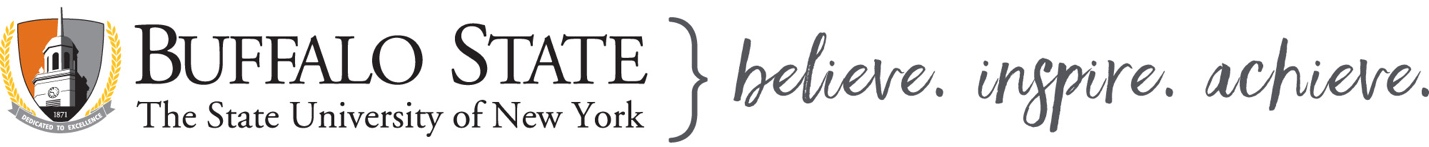 1871
DEDICATED TO EXCELLENCE
BUFFALO STATE
The State University of New York
believe. inspire. achieve.